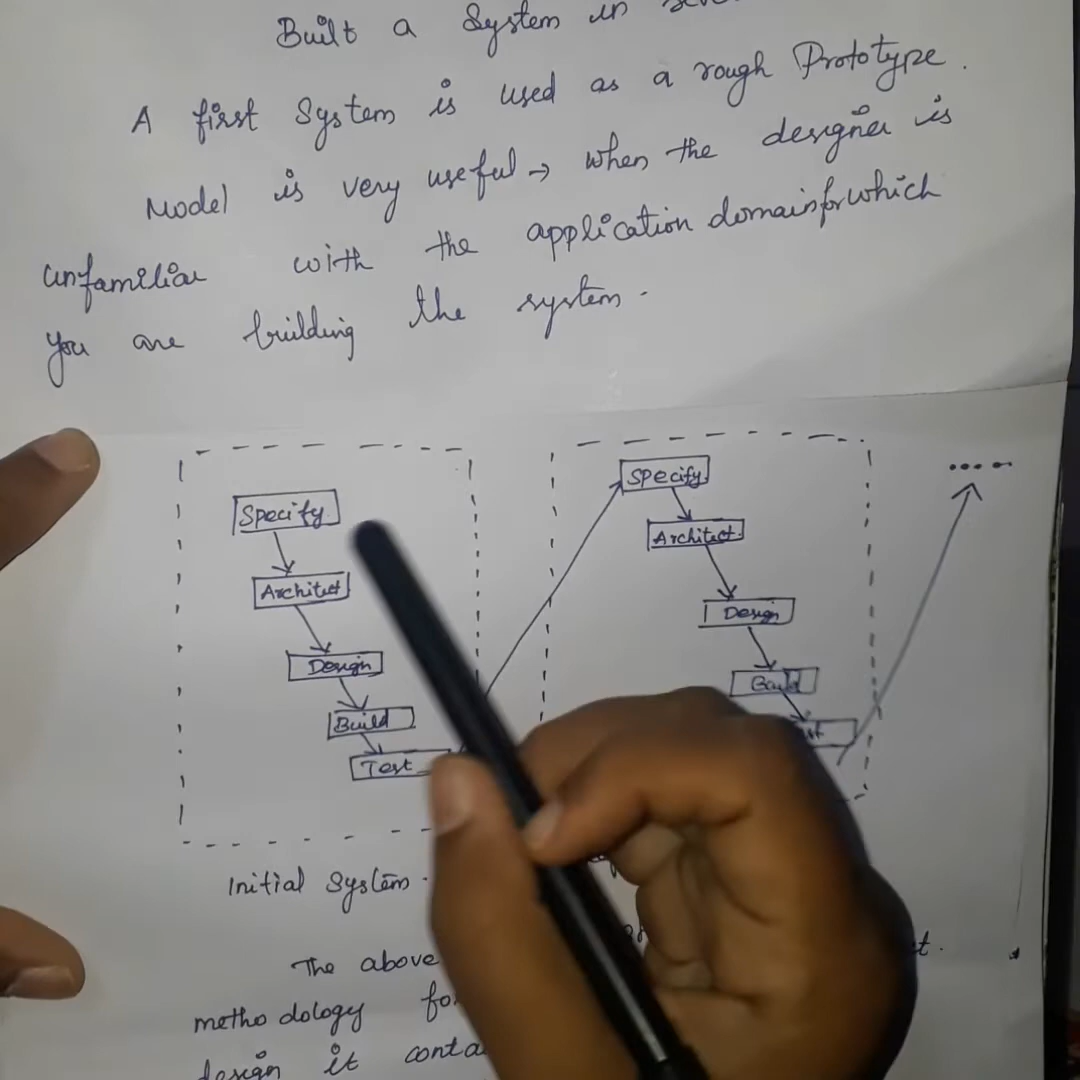 Built a System in
A first System is used as a rough Prototype.
Model is very useful → when the designer is
unfamiliar with the application domain for which
you are building the system.
Specify
Architect
Design
Build
Test
Specify
Architect
Design
Build
Initial System.
The above
methodology
design it